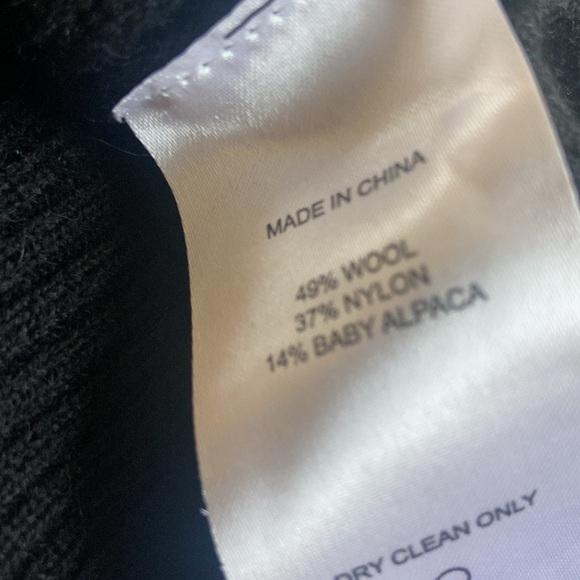 MADE IN CHINA
49% WOOL
37% NYLON
14% BABY ALPACA
DRY CLEAN ONLY